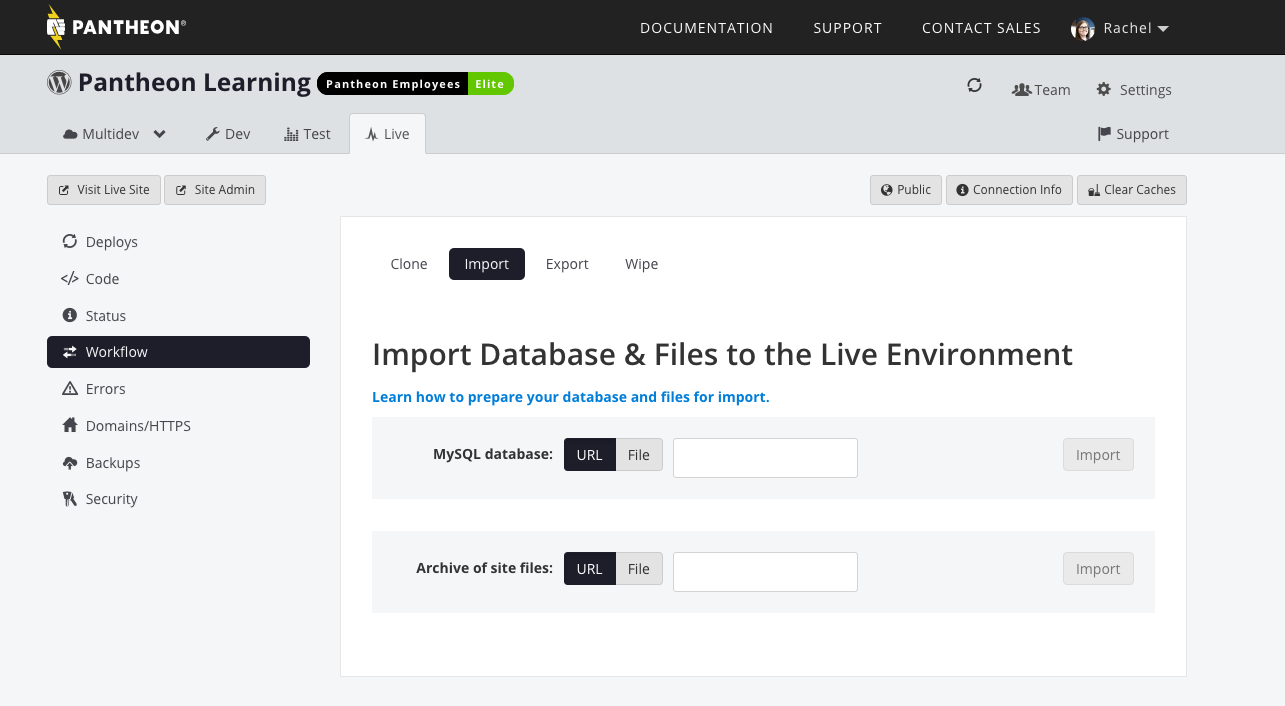 PANTHEON®
DOCUMENTATION SUPPORT CONTACT SALES Rachel
Pantheon Learning Pantheon Employees Elite
Team Settings
Multidev Dev Test Live Support
Visit Live Site Site Admin Public Connection Info Clear Caches
Deploys
Code
Status
Workflow
Errors
Domains/HTTPS
Backups
Security
Clone Import Export Wipe
Import Database & Files to the Live Environment
Learn how to prepare your database and files for import.
MySQL database: URL File Import
Archive of site files: URL File Import